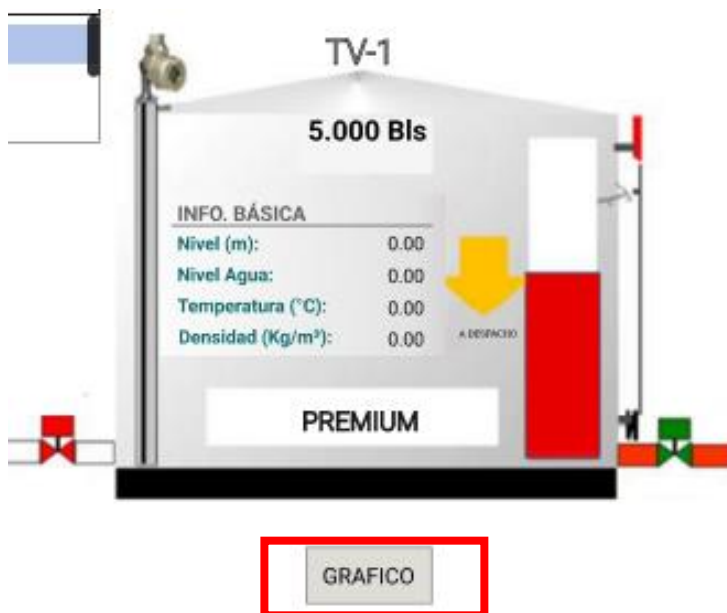 TV-1
5.000 Bls
INFO. BÁSICA
Nivel (m): 0.00
Nivel Agua: 0.00
Temperatura (°C): 0.00
Densidad (Kg/m³): 0.00
A DESPACHO
PREMIUM
GRAFICO